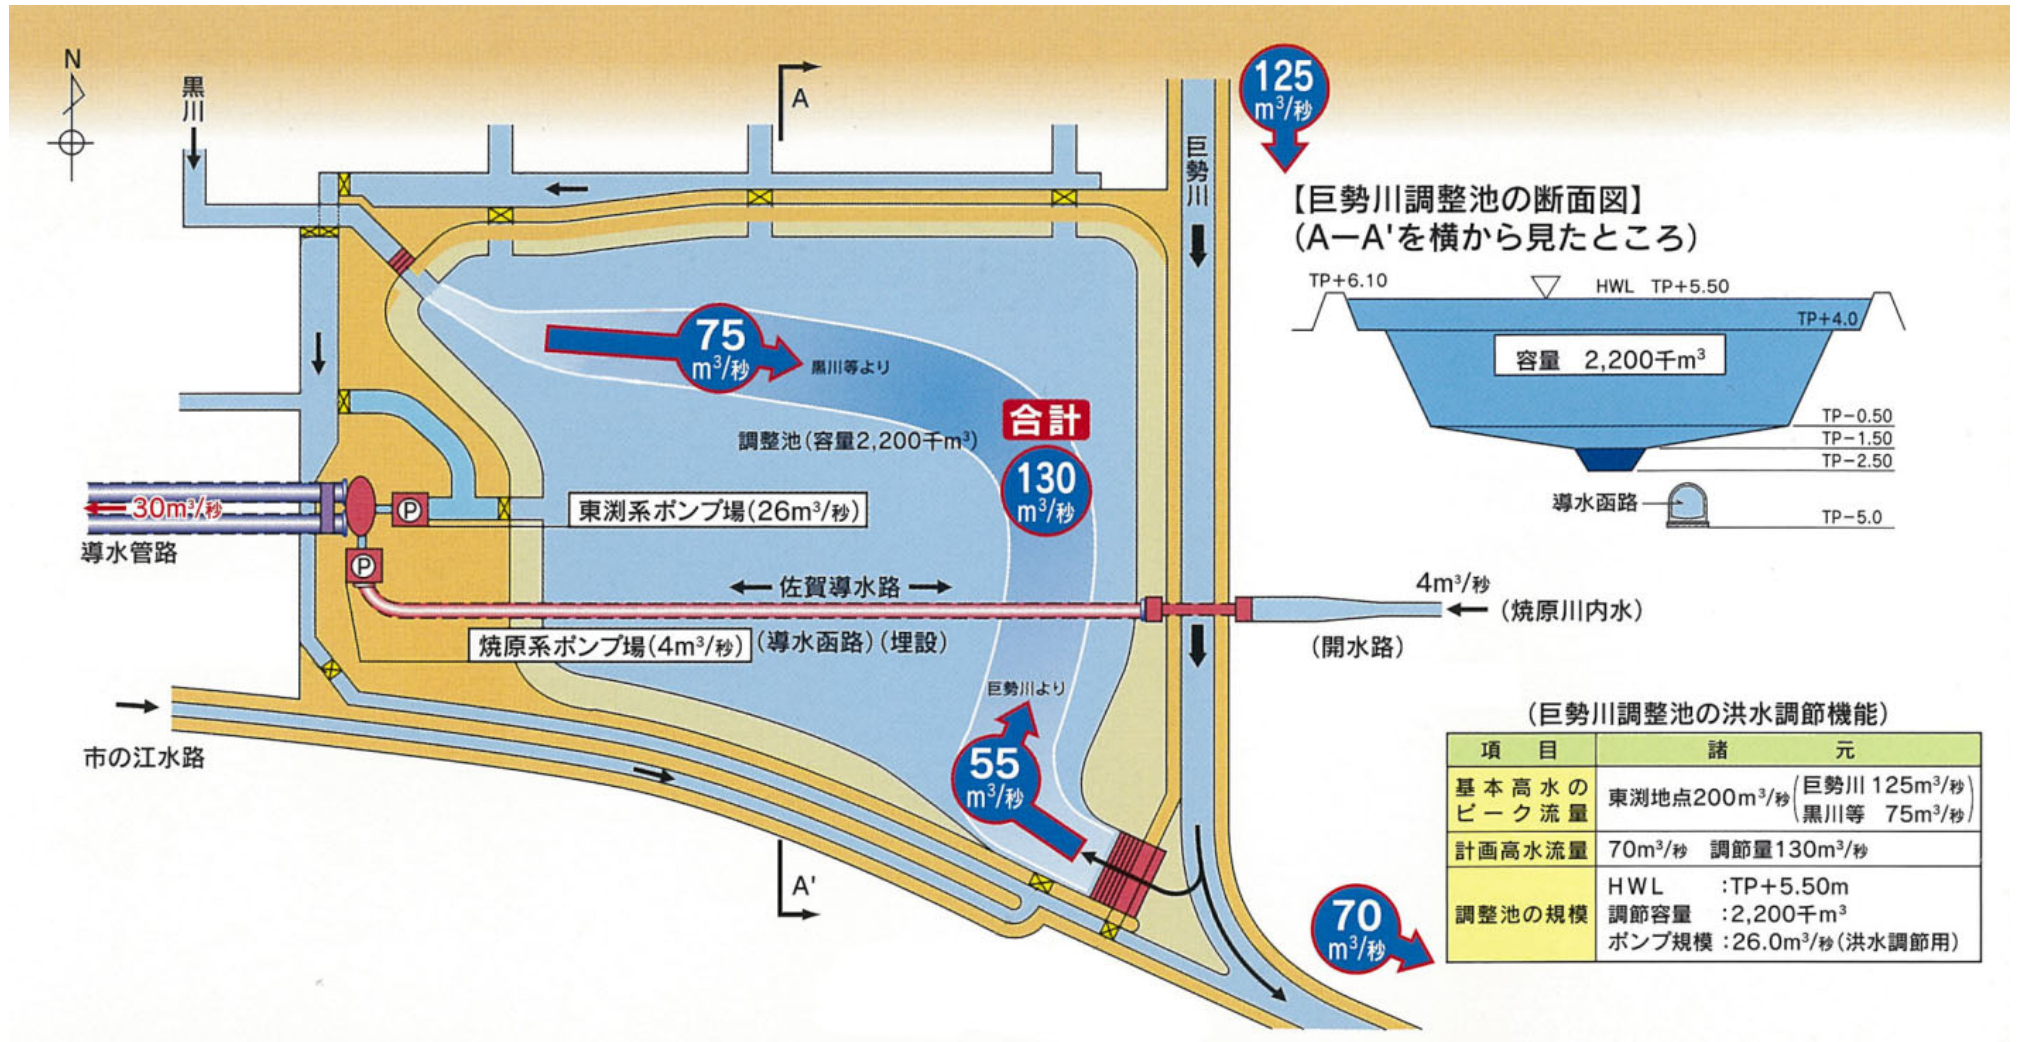 N
黒川
A
125
m³/秒
巨勢川
【巨勢川調整池の断面図】
(A－A'を横から見たところ)
TP+6.10
HWL TP+5.50
TP+4.0
容量 2,200千m³
TP－0.50
TP－1.50
TP－2.50
導水函路
TP－5.0
75
m³/秒
黒川等より
合計
調整池(容量2,200千m³)
130
m³/秒
30m³/秒
P
東渕系ポンプ場(26m³/秒)
導水管路
P
佐賀導水路
4m³/秒
(焼原川内水)
焼原系ポンプ場(4m³/秒)
(導水函路)(埋設)
(開水路)
巨勢川より
市の江水路
55
m³/秒
A'
70
m³/秒
(巨勢川調整池の洪水調節機能)
項目 諸元
基本高水のピーク流量 東渕地点200m³/秒(巨勢川 125m³/秒 黒川等 75m³/秒)
計画高水流量 70m³/秒 調節量130m³/秒
調整池の規模
HWL :TP+5.50m
調節容量 :2,200千m³
ポンプ規模:26.0m³/秒(洪水調節用)